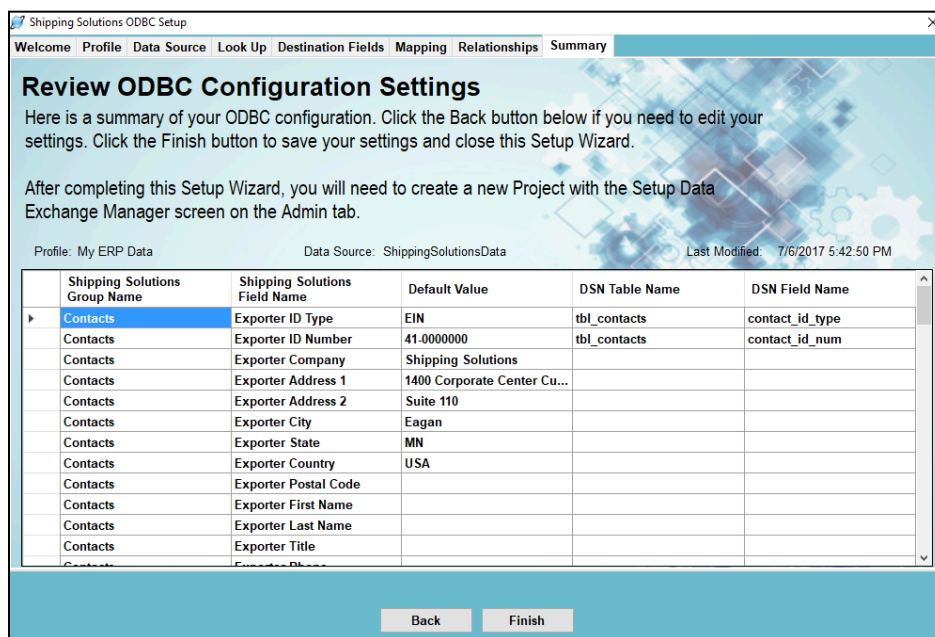 Shipping Solutions ODBC Setup
Welcome Profile Data Source Look Up Destination Fields Mapping Relationships Summary
Review ODBC Configuration Settings
Here is a summary of your ODBC configuration. Click the Back button below if you need to edit your
settings. Click the Finish button to save your settings and close this Setup Wizard.
After completing this Setup Wizard, you will need to create a new Project with the Setup Data
Exchange Manager screen on the Admin tab.
Profile: My ERP Data Data Source: ShippingSolutionsData Last Modified: 7/6/2017 5:42:50 PM
Shipping Solutions Group Name Shipping Solutions Field Name Default Value DSN Table Name DSN Field Name
Contacts Exporter ID Type EIN tbl_contacts contact_id_type
Contacts Exporter ID Number 41-0000000 tbl_contacts contact_id_num
Contacts Exporter Company Shipping Solutions
Contacts Exporter Address 1 1400 Corporate Center Cu...
Contacts Exporter Address 2 Suite 110
Contacts Exporter City Eagan
Contacts Exporter State MN
Contacts Exporter Country USA
Contacts Exporter Postal Code
Contacts Exporter First Name
Contacts Exporter Last Name
Contacts Exporter Title
Contacts Exporter Phone
Back Finish